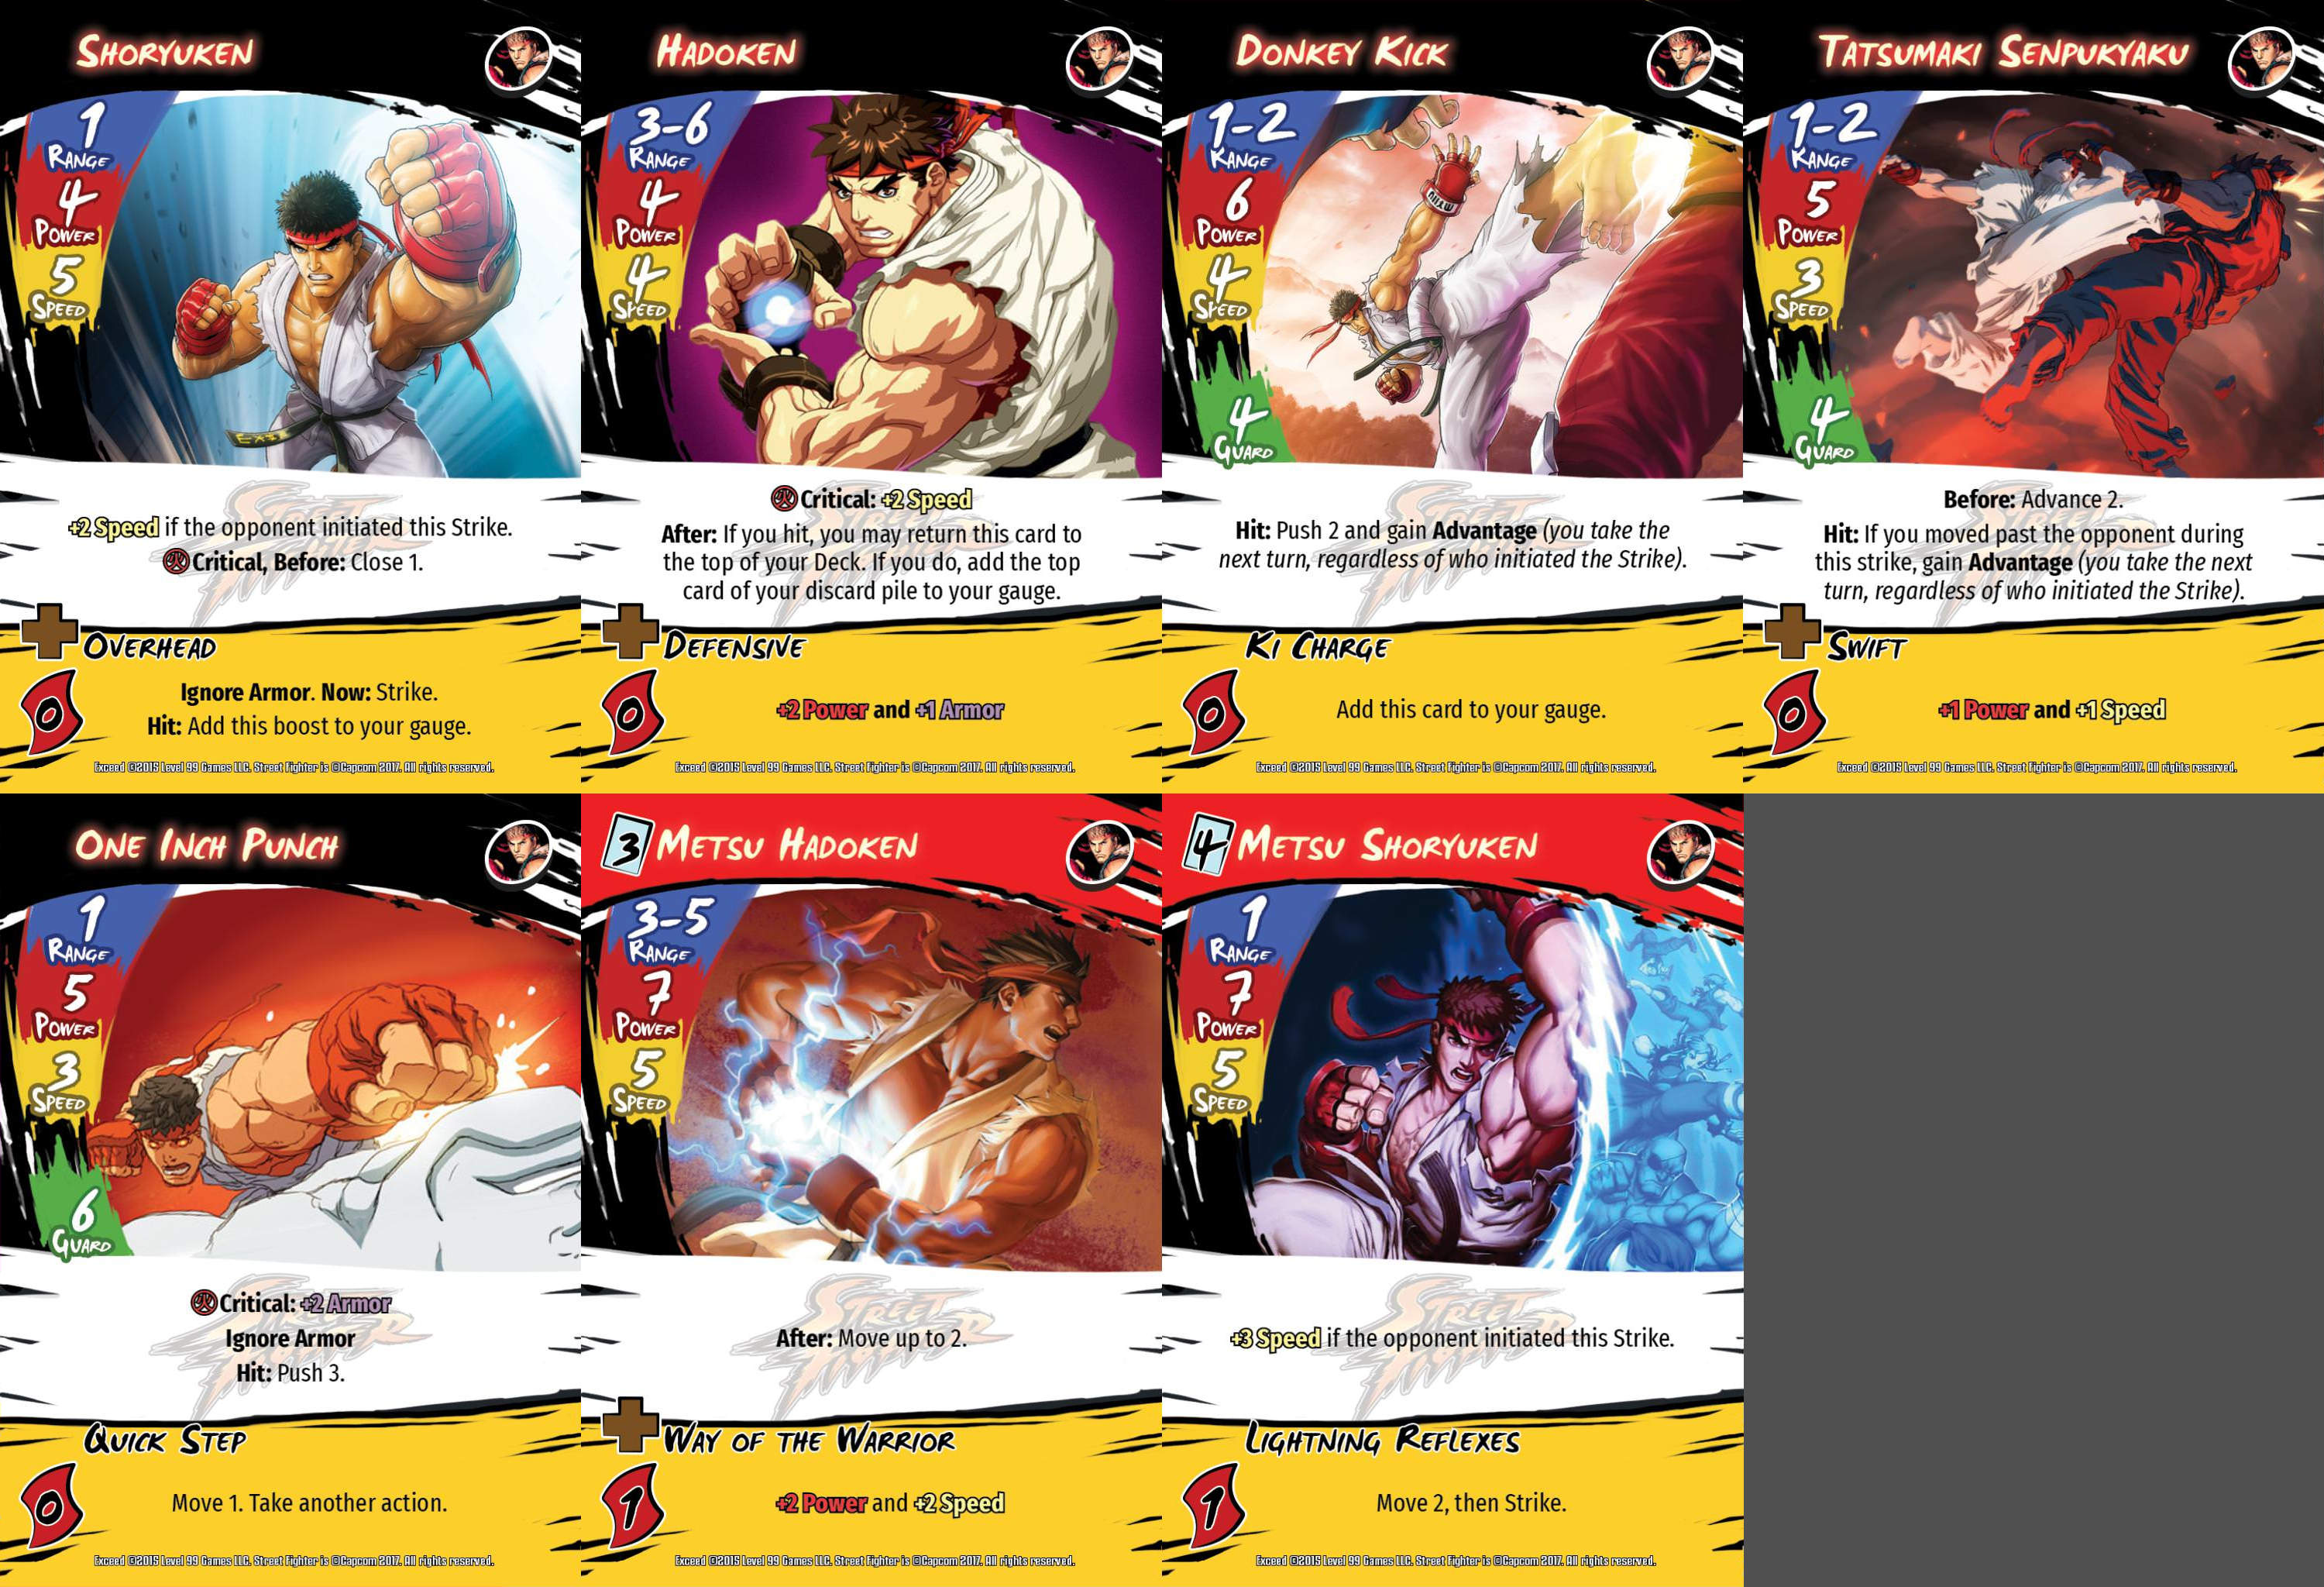 SHORYUKEN
1
RANGE
4
POWER
5
SPEED
+2 Speed if the opponent initiated this Strike.
Critical, Before: Close 1.
OVERHEAD
0
Ignore Armor. Now: Strike.
Hit: Add this boost to your gauge.
Exceed ©2015 Level 99 Games LLC. Street Fighter is ©Capcom 2017. All rights reserved.
HADOKEN
3-6
RANGE
4
POWER
4
SPEED
Critical: +2 Speed
After: If you hit, you may return this card to
the top of your Deck. If you do, add the top
card of your discard pile to your gauge.
DEFENSIVE
0
+2 Power and +1 Armor
Exceed ©2015 Level 99 Games LLC. Street Fighter is ©Capcom 2017. All rights reserved.
DONKEY KICK
1-2
RANGE
6
POWER
4
SPEED
4
GUARD
Hit: Push 2 and gain Advantage (you take the
next turn, regardless of who initiated the Strike).
KI CHARGE
0
Add this card to your gauge.
Exceed ©2015 Level 99 Games LLC. Street Fighter is ©Capcom 2017. All rights reserved.
TATSUMAKI SENPUKYAKU
1-2
RANGE
5
POWER
3
SPEED
4
GUARD
Before: Advance 2.
Hit: If you moved past the opponent during
this strike, gain Advantage (you take the next
turn, regardless of who initiated the Strike).
SWIFT
0
+1 Power and +1 Speed
Exceed ©2015 Level 99 Games LLC. Street Fighter is ©Capcom 2017. All rights reserved.
ONE INCH PUNCH
1
RANGE
5
POWER
3
SPEED
6
GUARD
Critical: +2 Armor
Ignore Armor
Hit: Push 3.
QUICK STEP
0
Move 1. Take another action.
Exceed ©2015 Level 99 Games LLC. Street Fighter is ©Capcom 2017. All rights reserved.
3 METSU HADOKEN
3-5
RANGE
7
POWER
5
SPEED
STREET FIGHTER
After: Move up to 2.
WAY OF THE WARRIOR
1
+2 Power and +2 Speed
Exceed ©2015 Level 99 Games LLC. Street Fighter is ©Capcom 2017. All rights reserved.
4 METSU SHORYUKEN
1
RANGE
7
POWER
5
SPEED
STREET FIGHTER
+3 Speed if the opponent initiated this Strike.
LIGHTNING REFLEXES
1
Move 2, then Strike.
Exceed ©2015 Level 99 Games LLC. Street Fighter is ©Capcom 2017. All rights reserved.